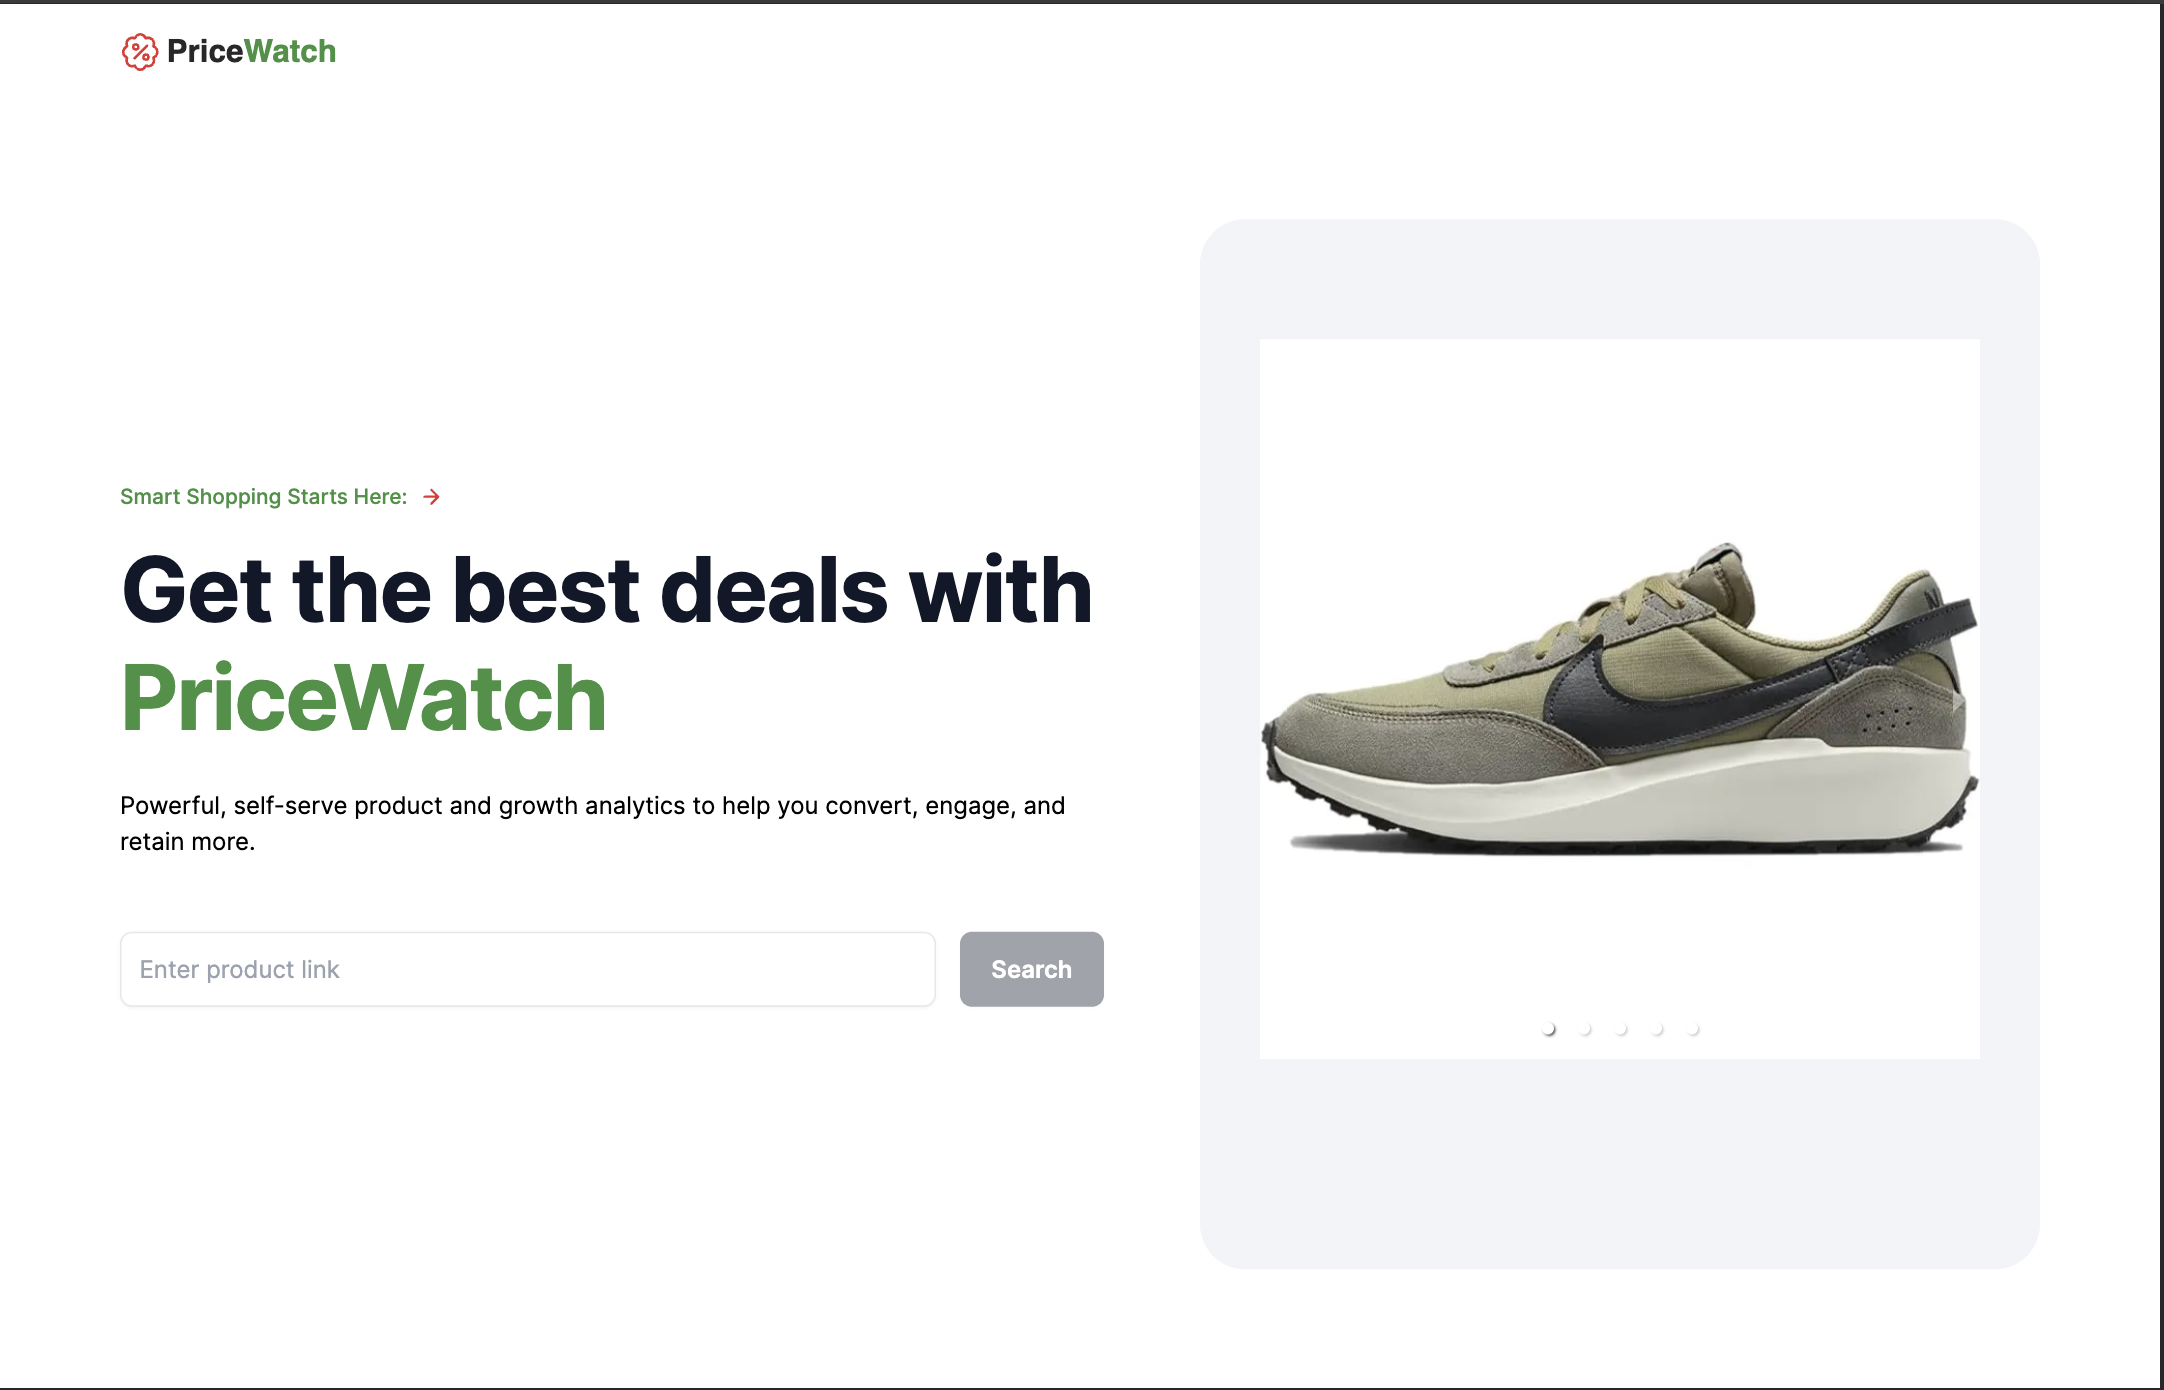 PriceWatch
Smart Shopping Starts Here:
Get the best deals with
PriceWatch
Powerful, self-serve product and growth analytics to help you convert, engage, and
retain more.
Enter product link
Search